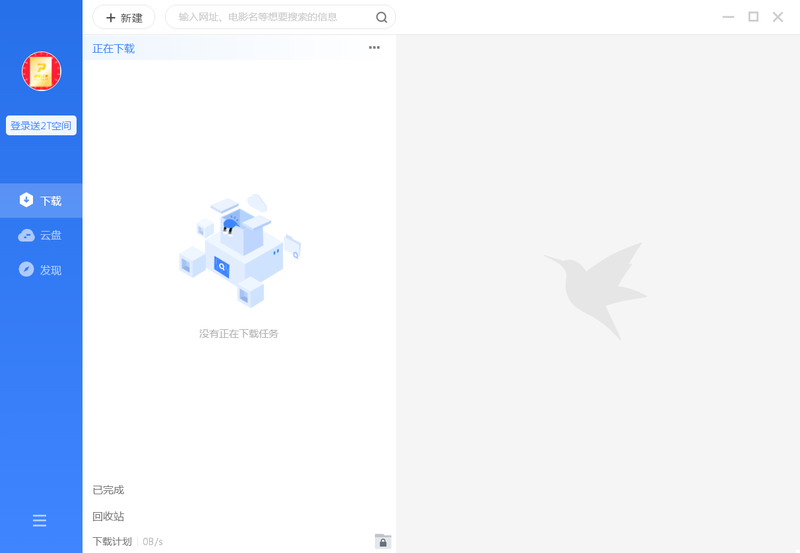 新建
输入网址、电影名等想要搜索的信息
正在下载
登录送2T空间
下载
云盘
发现
没有正在下载任务
已完成
回收站
下载计划 0B/s